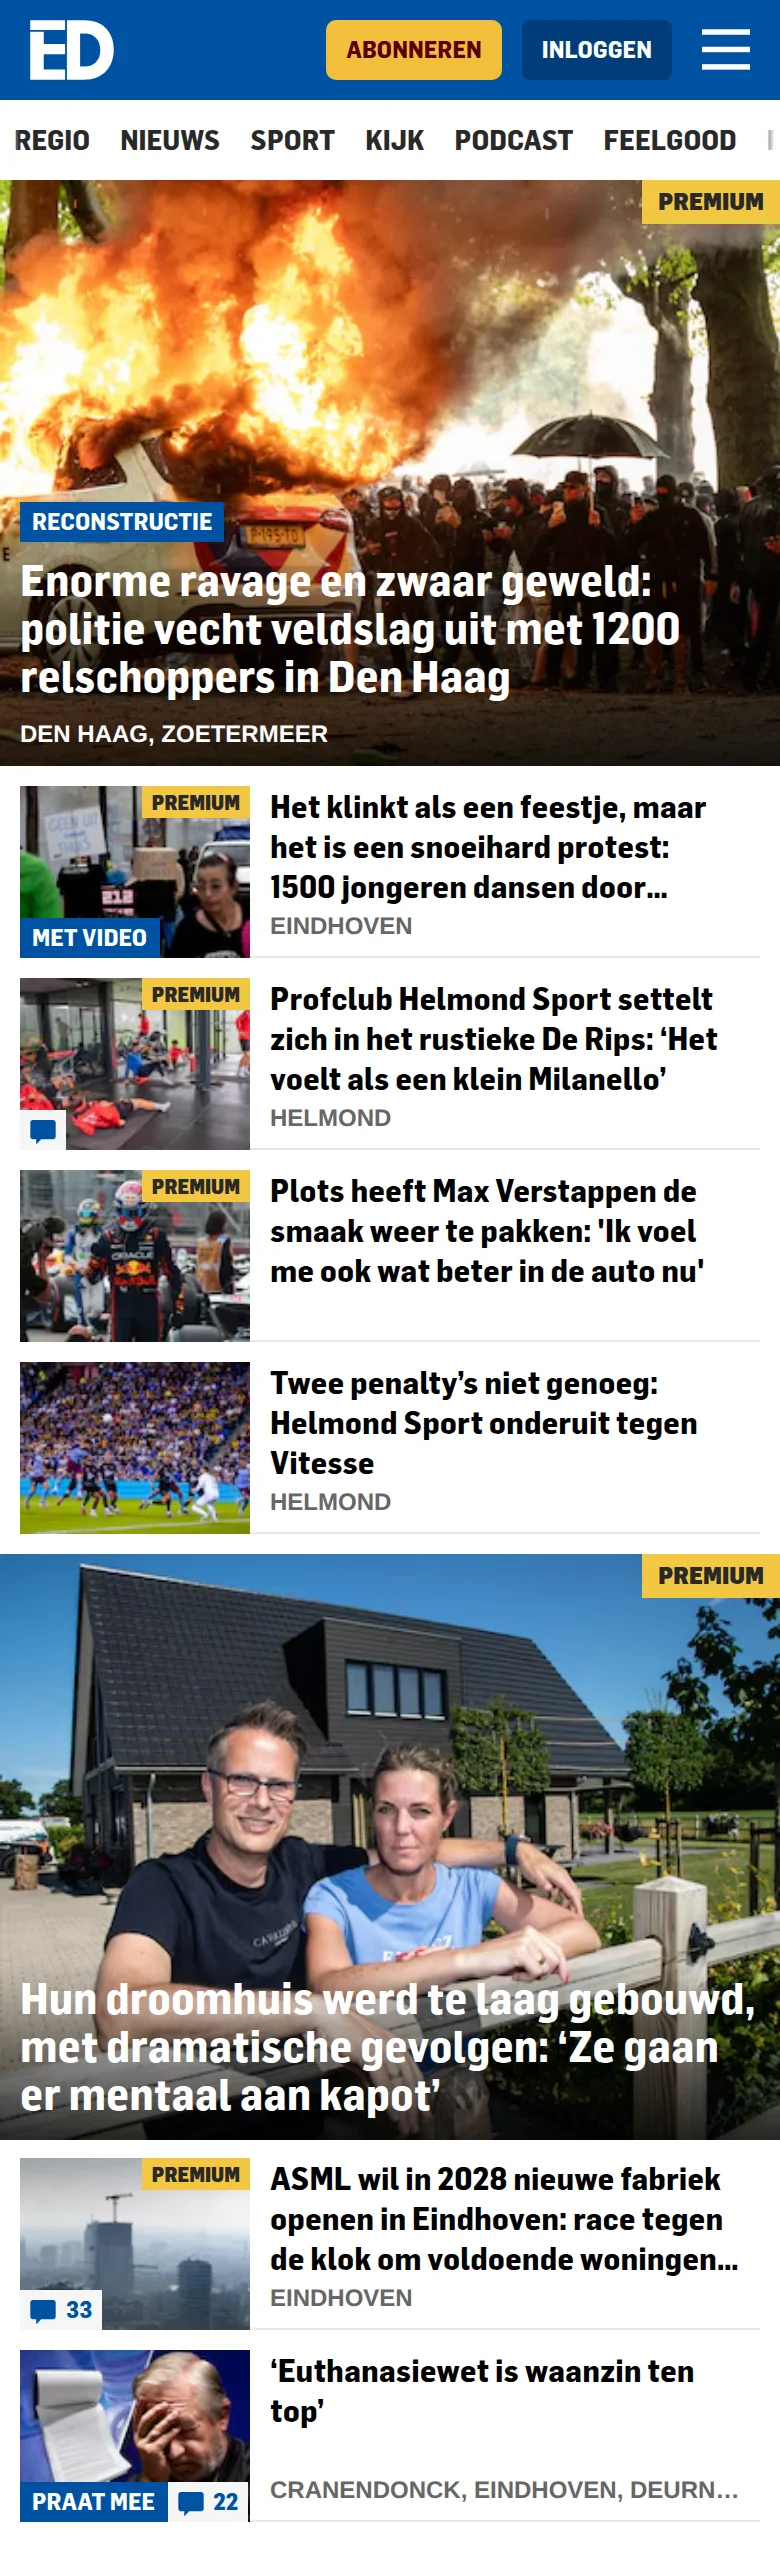 ED
ABONNEREN
INLOGGEN
REGIO NIEUWS SPORT KIJK PODCAST FEELGOOD
PREMIUM
RECONSTRUCTIE
Enorme ravage en zwaar geweld:
politie vecht veldslag uit met 1200
relschoppers in Den Haag
DEN HAAG, ZOETERMEER
PREMIUM
MET VIDEO
Het klinkt als een feestje, maar
het is een snoeihard protest:
1500 jongeren dansen door...
EINDHOVEN
PREMIUM
Profclub Helmond Sport settelt
zich in het rustieke De Rips: ‘Het
voelt als een klein Milanello’
HELMOND
PREMIUM
ORACLE
Red Bull
Plots heeft Max Verstappen de
smaak weer te pakken: 'Ik voel
me ook wat beter in de auto nu'
Twee penalty’s niet genoeg:
Helmond Sport onderuit tegen
Vitesse
HELMOND
PREMIUM
Hun droomhuis werd te laag gebouwd,
met dramatische gevolgen: ‘Ze gaan
er mentaal aan kapot’
PREMIUM
33
ASML wil in 2028 nieuwe fabriek
openen in Eindhoven: race tegen
de klok om voldoende woningen...
EINDHOVEN
PRAAT MEE
22
‘Euthanasiewet is waanzin ten
top’
CRANENDONCK, EINDHOVEN, DEURN...